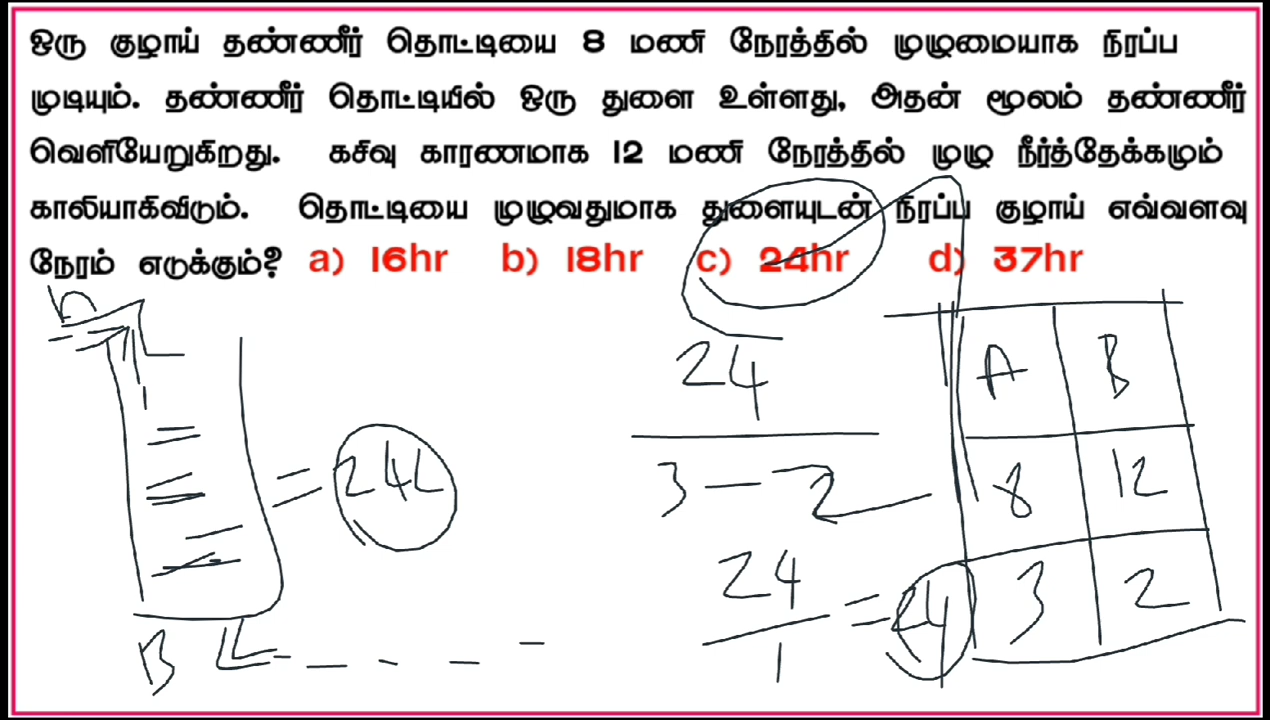 ஒரு குழாய் தண்ணீர் தொட்டியை 8 மணி நேரத்தில் முழுமையாக நிரப்ப
முடியும். தண்ணீர் தொட்டியில் ஒரு துளை உள்ளது, அதன் மூலம் தண்ணீர்
வெளியேறுகிறது. கசிவு காரணமாக 12 மணி நேரத்தில் முழு நீர்த்தேக்கமும்
காலியாகிவிடும். தொட்டியை முழுவதுமாக துளையுடன் நிரப்ப குழாய் எவ்வளவு
நேரம் எடுக்கும்? a) 16hr b) 18hr c) 24hr d) 37hr
24
A B
3 - 2
8 12
= 24L
24
/ 1 = 24
3 2
B